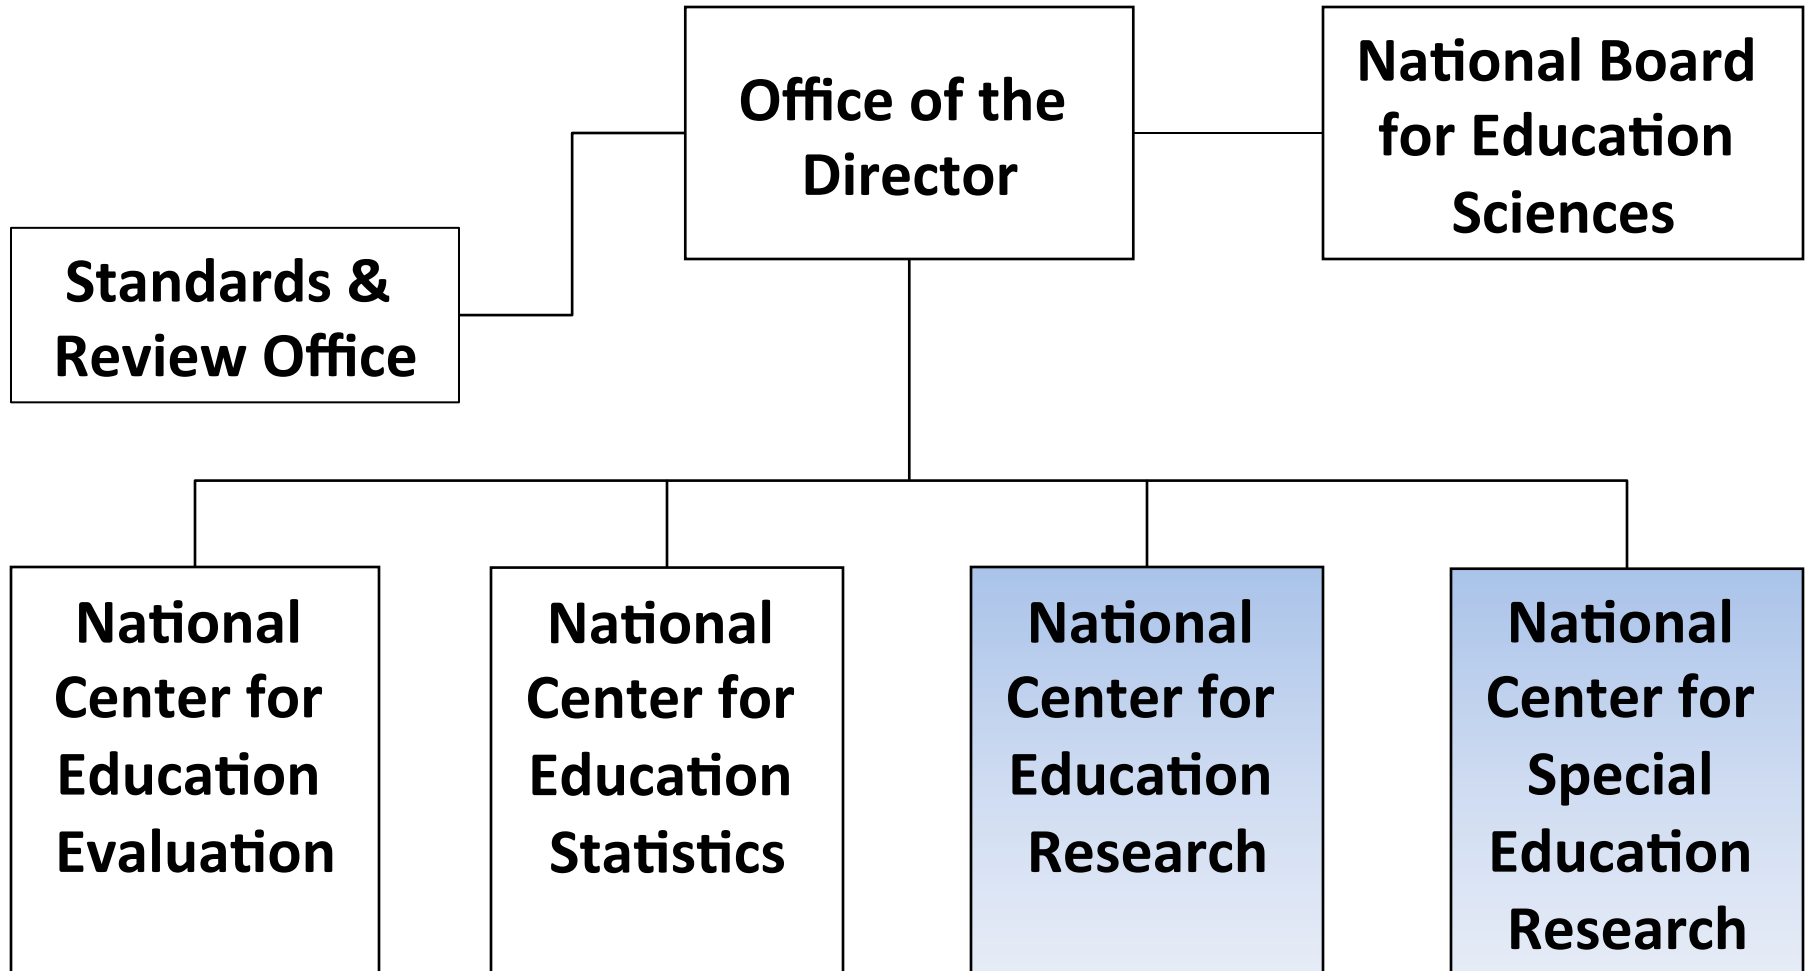 Office of the
Director
National Board
for Education
Sciences
Standards &
Review Office
National
Center for
Education
Evaluation
National
Center for
Education
Statistics
National
Center for
Education
Research
National
Center for
Special
Education
Research